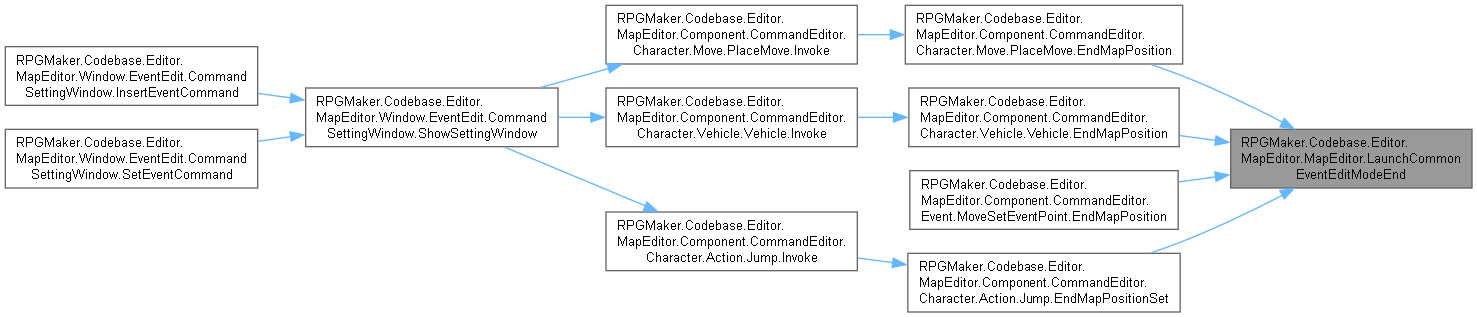 RPGMaker.Codebase.Editor.
MapEditor.Window.EventEdit.Command
SettingWindow.InsertEventCommand
RPGMaker.Codebase.Editor.
MapEditor.Window.EventEdit.Command
SettingWindow.SetEventCommand
RPGMaker.Codebase.Editor.
MapEditor.Window.EventEdit.Command
SettingWindow.ShowSettingWindow
RPGMaker.Codebase.Editor.
MapEditor.Component.CommandEditor.
Character.Move.PlaceMove.Invoke
RPGMaker.Codebase.Editor.
MapEditor.Component.CommandEditor.
Character.Vehicle.Vehicle.Invoke
RPGMaker.Codebase.Editor.
MapEditor.Component.CommandEditor.
Character.Action.Jump.Invoke
RPGMaker.Codebase.Editor.
MapEditor.Component.CommandEditor.
Character.Move.PlaceMove.EndMapPosition
RPGMaker.Codebase.Editor.
MapEditor.Component.CommandEditor.
Character.Vehicle.Vehicle.EndMapPosition
RPGMaker.Codebase.Editor.
MapEditor.Component.CommandEditor.
Event.MoveSetEventPoint.EndMapPosition
RPGMaker.Codebase.Editor.
MapEditor.Component.CommandEditor.
Character.Action.Jump.EndMapPositionSet
RPGMaker.Codebase.Editor.
MapEditor.MapEditor.LaunchCommon
EventEditModeEnd